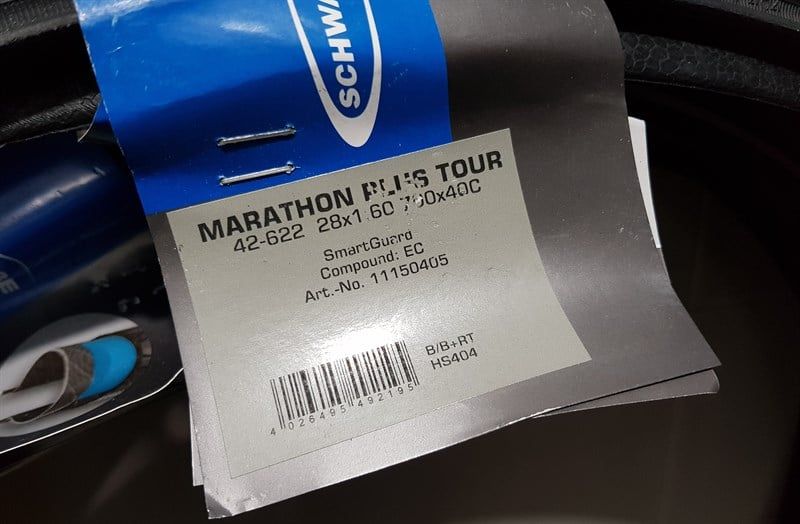 SCHWA
MARATHON PLUS TOUR
42-622 28x1.60 700x40C
SmartGuard
Compound: EC
Art.-No. 11150405
B/B+RT
HS404
4 026495 492195